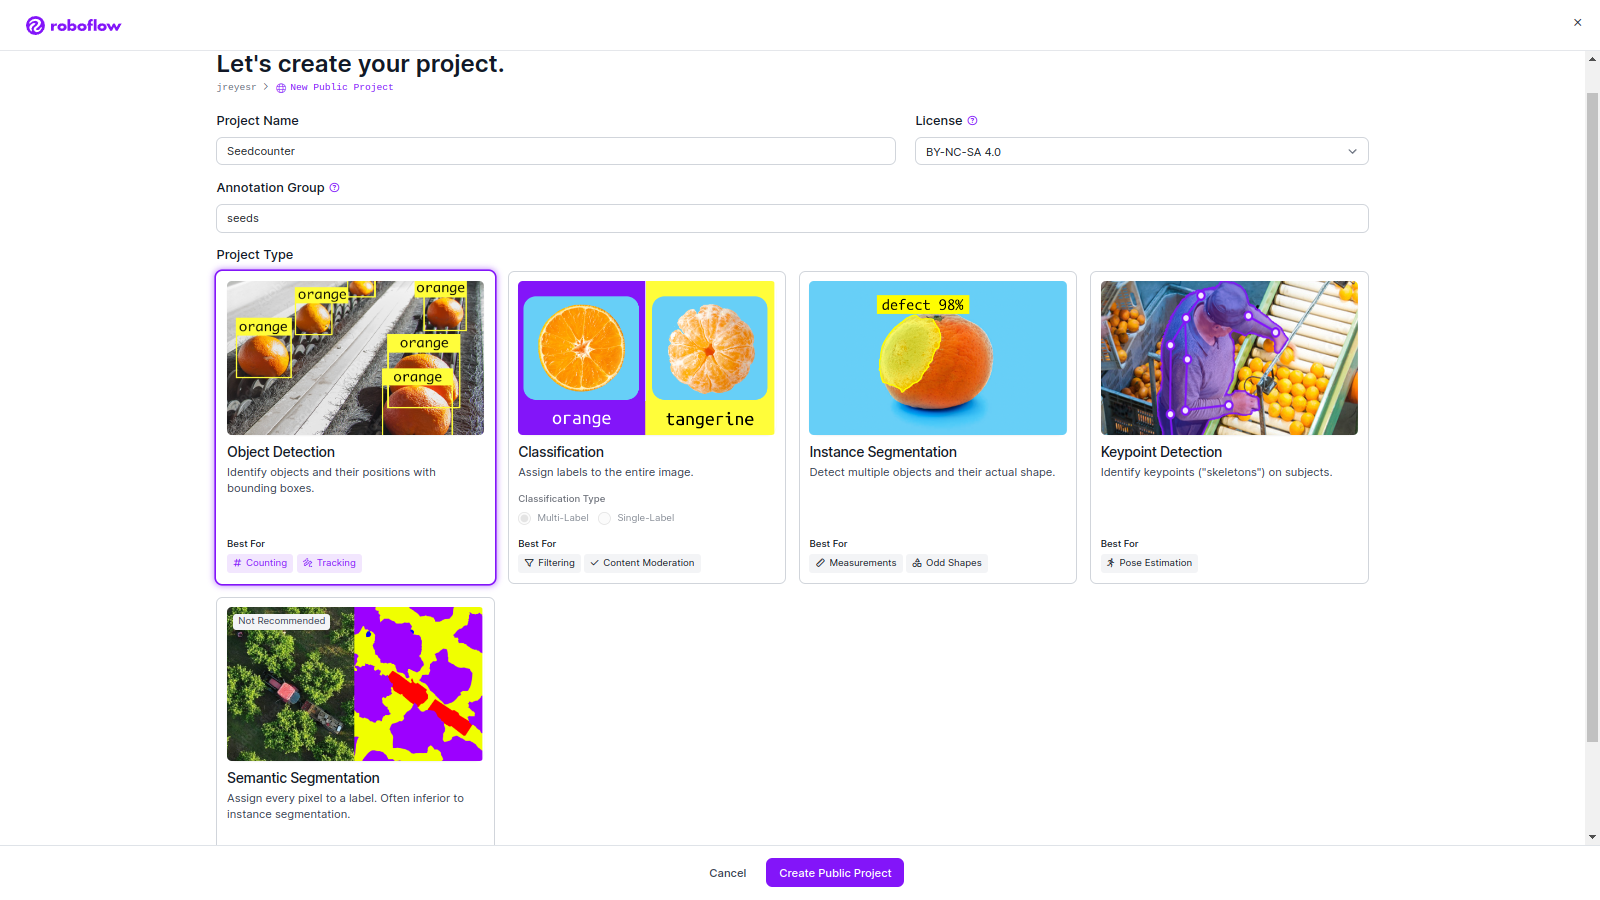 roboflow
Let's create your project.
jreyesr > New Public Project
Project Name
License
Seedcounter
BY-NC-SA 4.0
Annotation Group
seeds
Project Type
orange
orange
orange
orange
orange
Object Detection
Identify objects and their positions with
bounding boxes.
Best For
# Counting
Tracking
orange
tangerine
Classification
Assign labels to the entire image.
Classification Type
Multi-Label
Single-Label
Best For
Filtering
Content Moderation
defect 98%
Instance Segmentation
Detect multiple objects and their actual shape.
Best For
Measurements
Odd Shapes
Keypoint Detection
Identify keypoints ("skeletons") on subjects.
Best For
Pose Estimation
Not Recommended
Semantic Segmentation
Assign every pixel to a label. Often inferior to
instance segmentation.
Cancel
Create Public Project